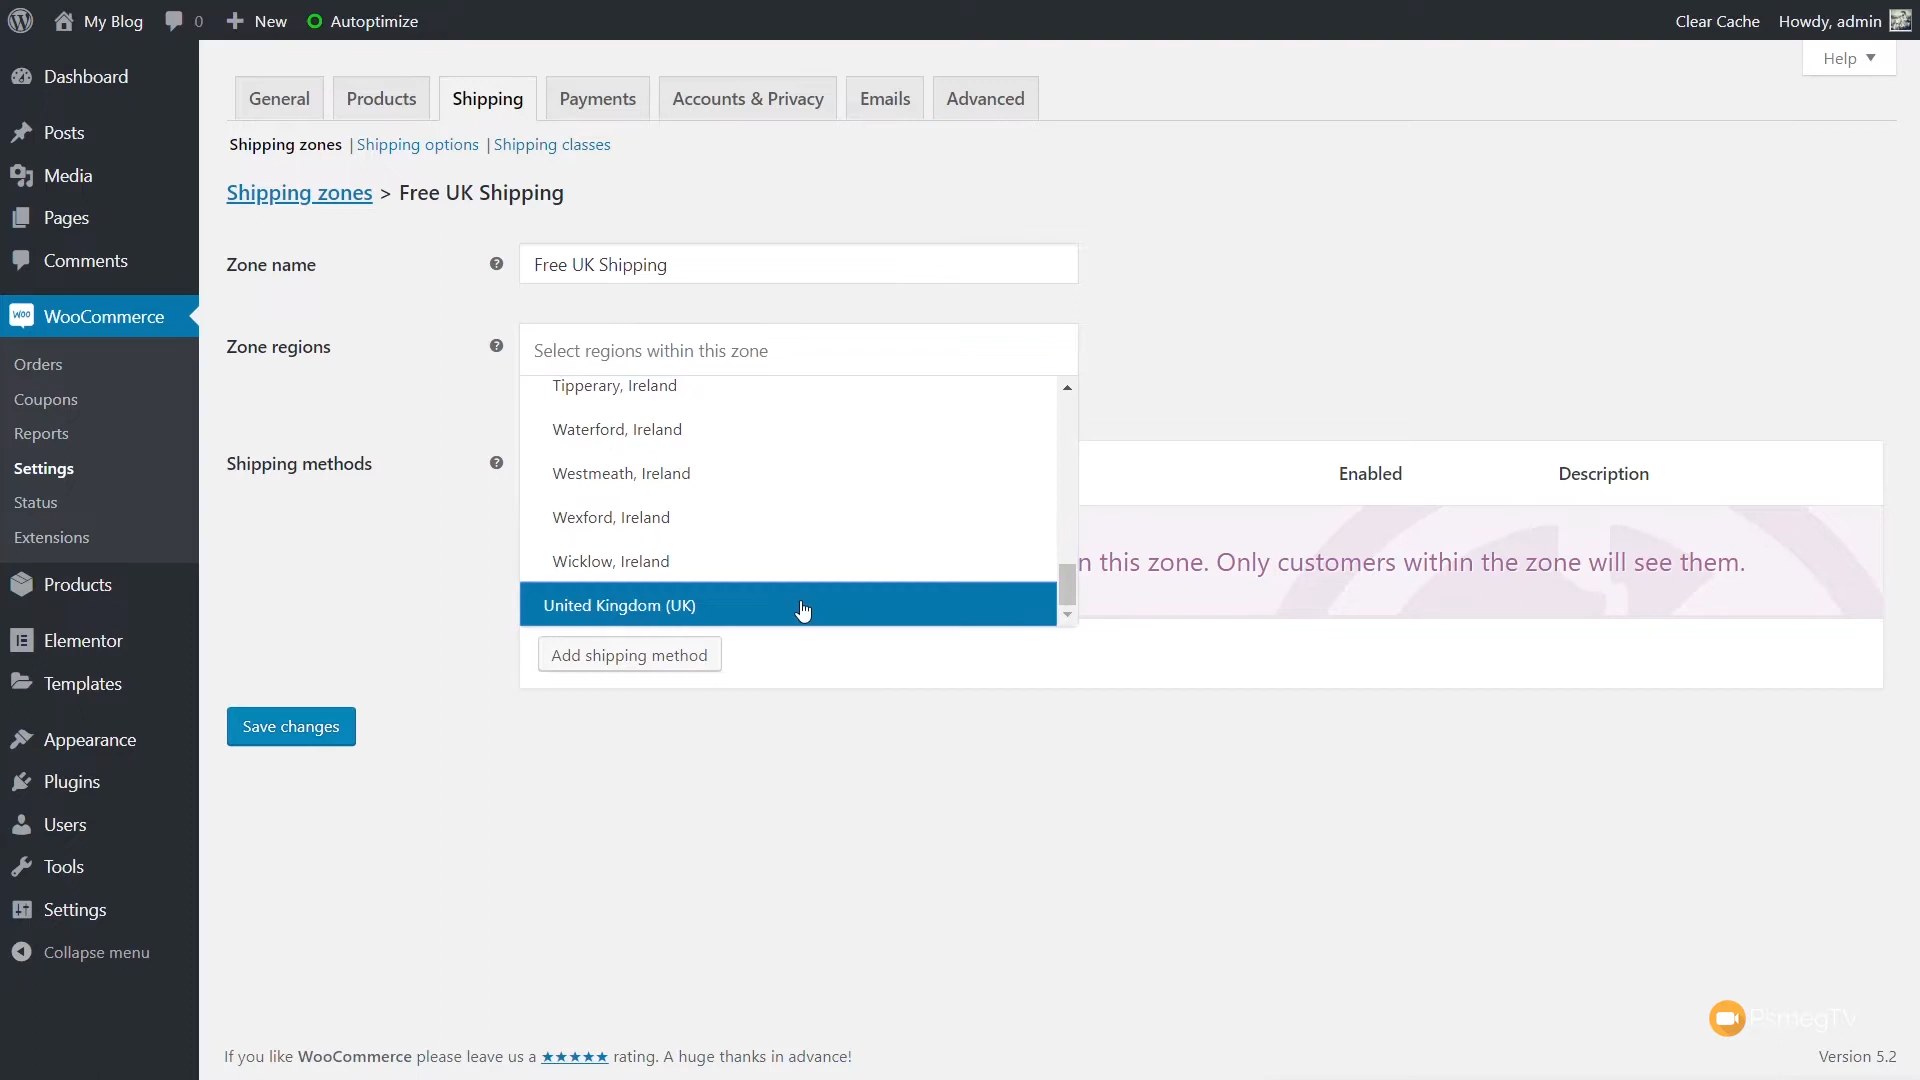 My Blog 0 New Autoptimize Clear Cache Howdy, admin
Help
Dashboard
Posts
Media
Pages
Comments
woo WooCommerce
Orders
Coupons
Reports
Settings
Status
Extensions
Products
Elementor
Templates
Appearance
Plugins
Users
Tools
Settings
Collapse menu
General Products Shipping Payments Accounts & Privacy Emails Advanced
Shipping zones | Shipping options | Shipping classes
Shipping zones > Free UK Shipping
Zone name Free UK Shipping
Zone regions Select regions within this zone
Tipperary, Ireland
Waterford, Ireland
Westmeath, Ireland
Wexford, Ireland
Wicklow, Ireland
United Kingdom (UK)
Shipping methods Enabled Description
n this zone. Only customers within the zone will see them.
Add shipping method
Save changes
PsmegTV
If you like WooCommerce please leave us a ★★★★★ rating. A huge thanks in advance! Version 5.2